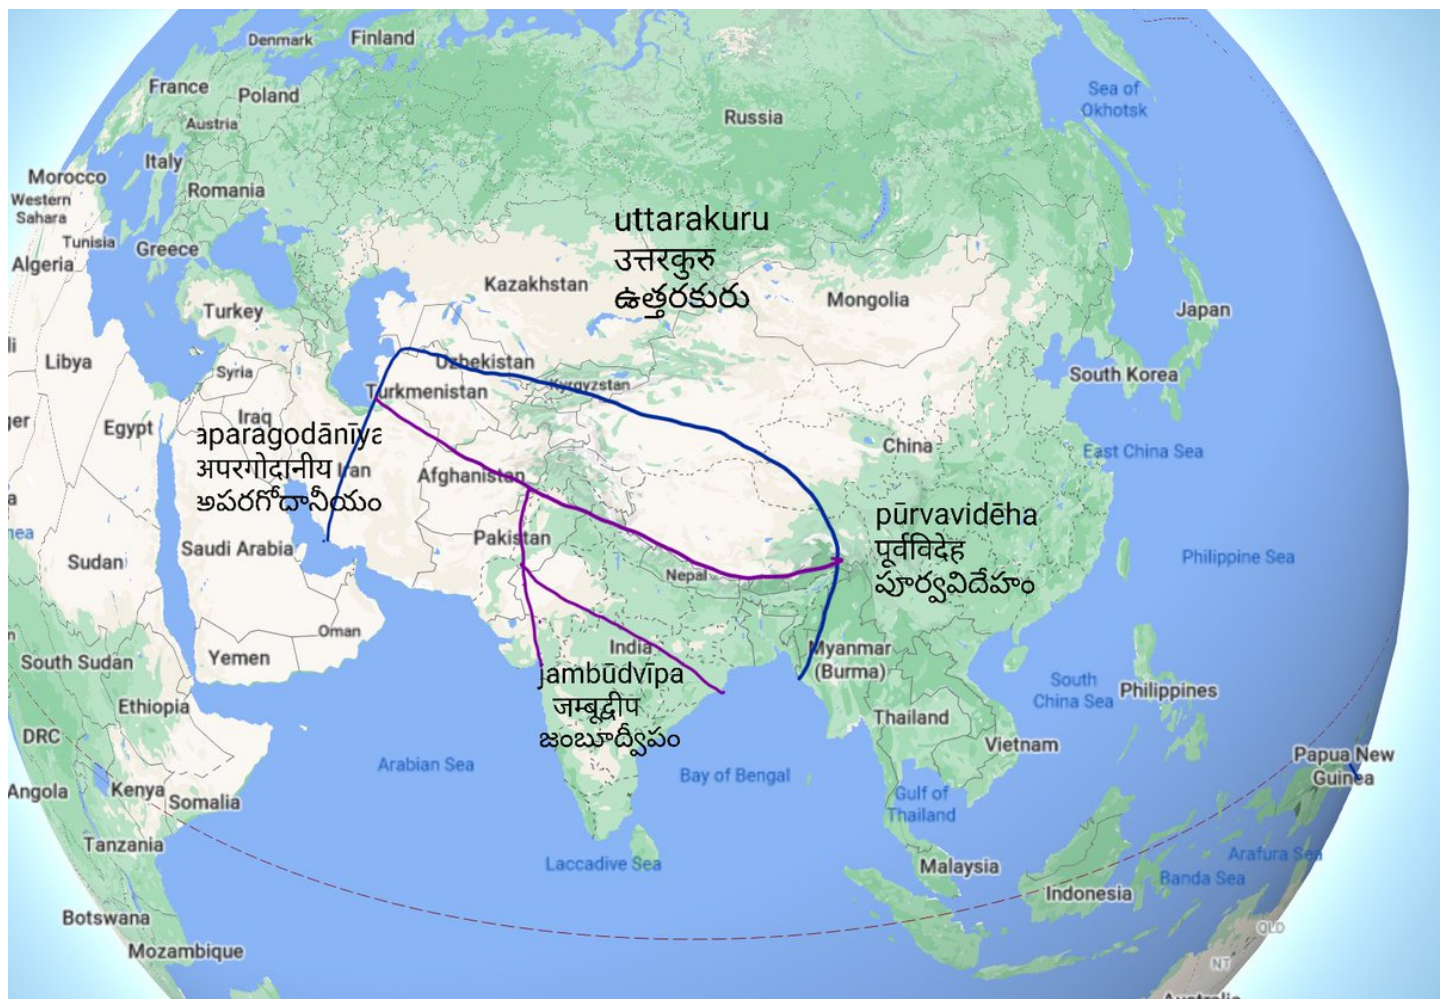 Denmark
Finland
France
Poland
Austria
Russia
Sea of
Okhotsk
Italy
Morocco
Western
Sahara
Romania
Tunisia
Greece
Algeria
uttarakuru
उत्तरकुरु
ఉత్తరకురు
Kazakhstan
Mongolia
Turkey
Japan
Libya
Syria
Uzbekistan
Kyrgyzstan
South Korea
Turkmenistan
Iraq
Egypt
aparagodānīya
अपरगोदानीय
అపరగోదానీయం
Iran
Afghanistan
China
East China Sea
pūrvavidēha
पूर्वविदेह
పూర్వవిదేహం
Pakistan
Saudi Arabia
Sudan
Nepal
Philippine Sea
Oman
Yemen
South Sudan
India
Myanmar
(Burma)
jambūdvīpa
जम्बूद्वीप
జంబూద్వీపం
South
China Sea
Philippines
Ethiopia
Thailand
DRC
Vietnam
Papua New
Guinea
Arabian Sea
Bay of Bengal
Angola
Kenya
Somalia
Gulf of
Thailand
Tanzania
Laccadive Sea
Malaysia
Arafura Sea
Banda Sea
Indonesia
Botswana
QLD
Mozambique
NT
Australia